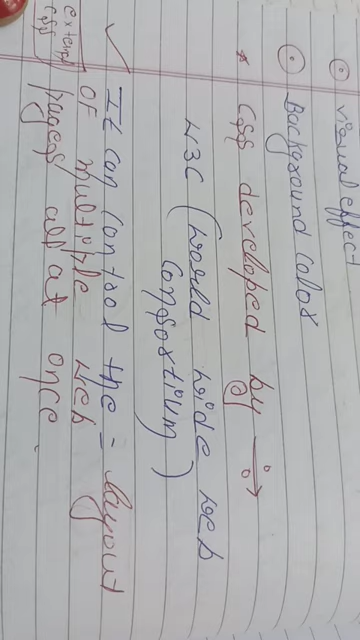 ⊙ visual effect
⊙ Background color
* Css developed by ÷→
W3C (world wide web
Consortium)
It can control the = layout
of multiple web
pages all at once.
external
Css